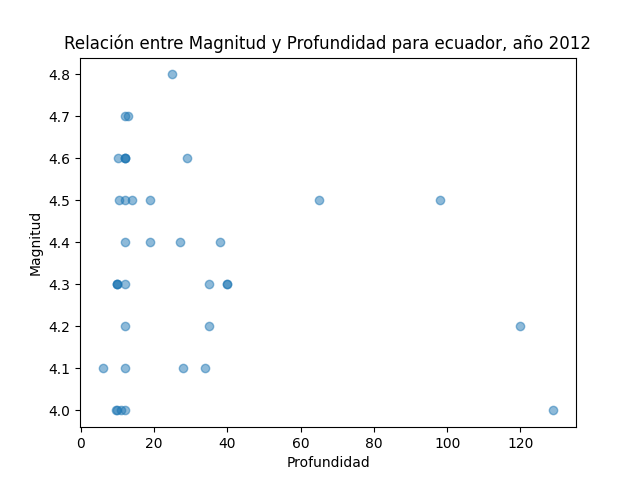 Relación entre Magnitud y Profundidad para ecuador, año 2012
4.8
4.7
4.6
4.5
4.4
4.3
4.2
4.1
4.0
Magnitud
0 20 40 60 80 100 120
Profundidad